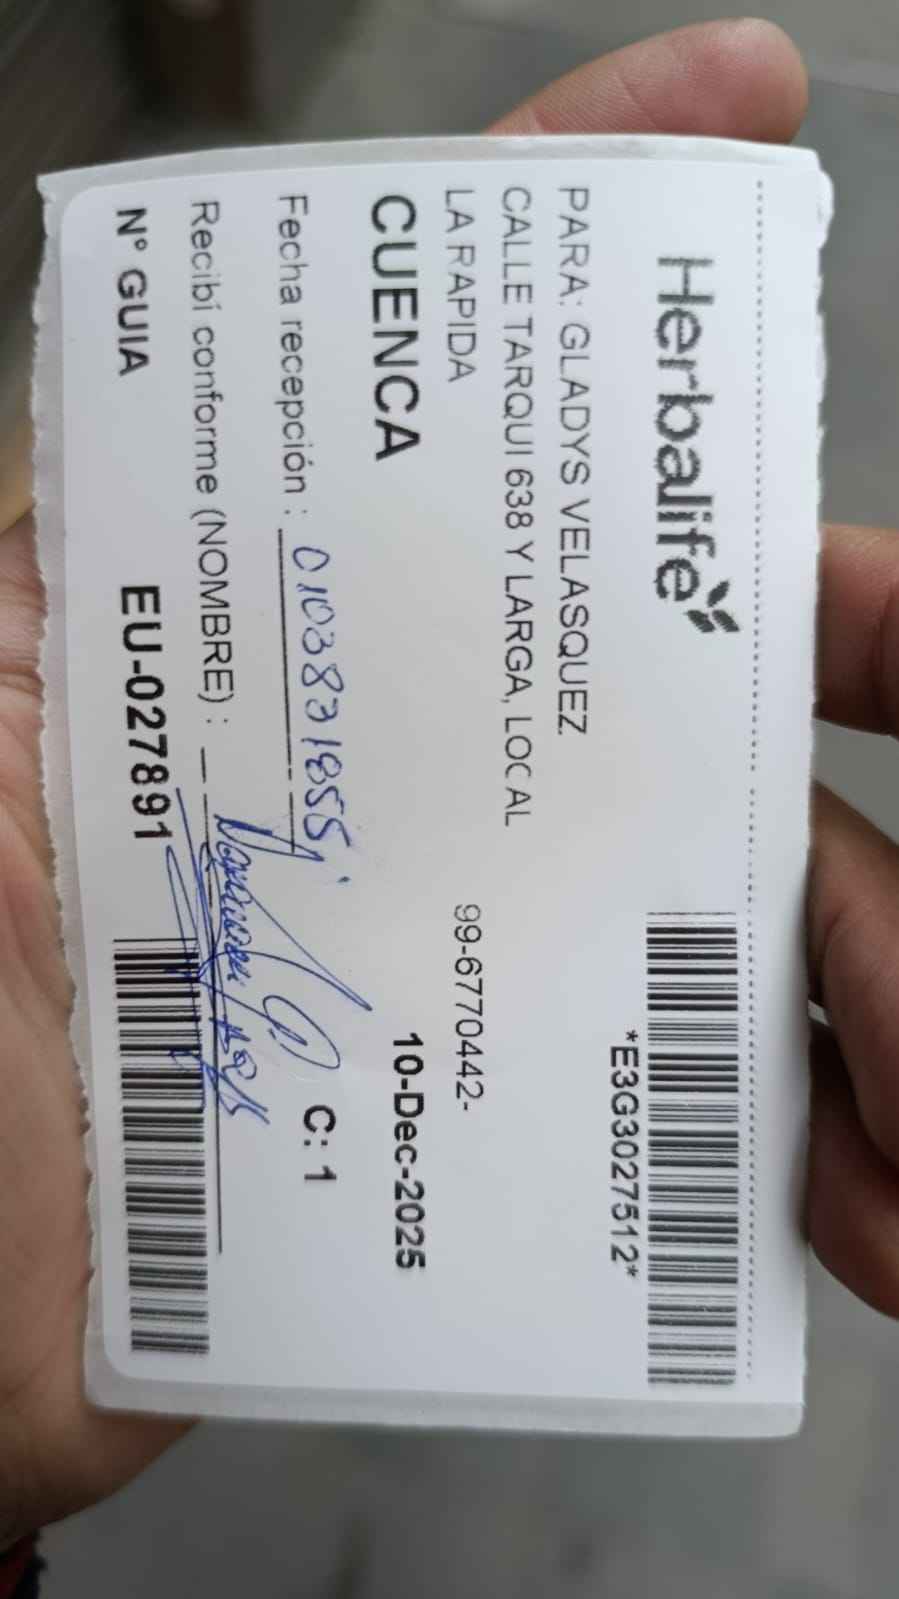 Herbalife
*E3G3027512*
PARA: GLADYS VELASQUEZ
CALLE TARQUI 638 Y LARGA, LOCAL
LA RAPIDA
99-6770442-
CUENCA
10-Dec-2025
Fecha recepción : 0103831855
C: 1
Recibí conforme (NOMBRE) :
N° GUIA
EU-027891